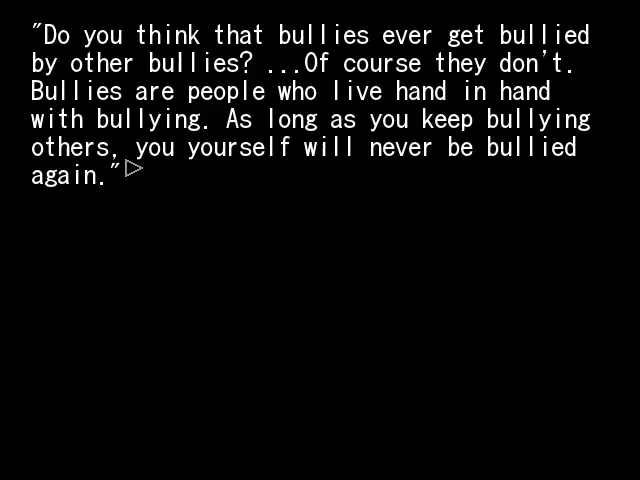 "Do you think that bullies ever get bullied
by other bullies? ...Of course they don't.
Bullies are people who live hand in hand
with bullying. As long as you keep bullying
others, you yourself will never be bullied
again."